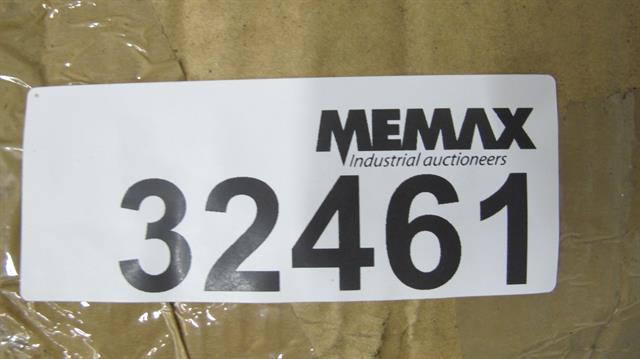 MEMAX
Industrial auctioneers
32461